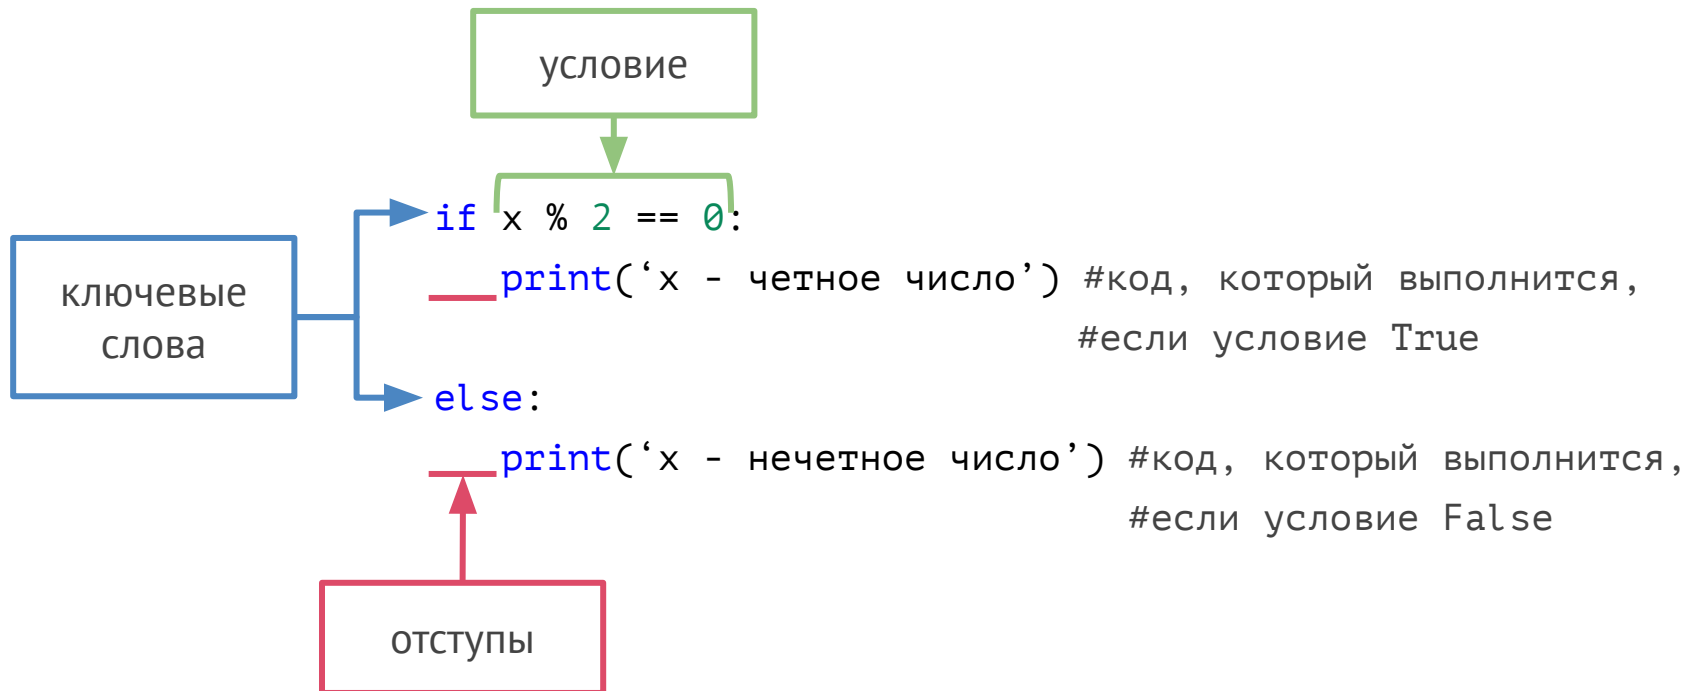 условие
if x % 2 == 0:
print(‘x - четное число’) #код, который выполнится,
#если условие True
ключевые
слова
else:
print(‘x - нечетное число’) #код, который выполнится,
#если условие False
отступы